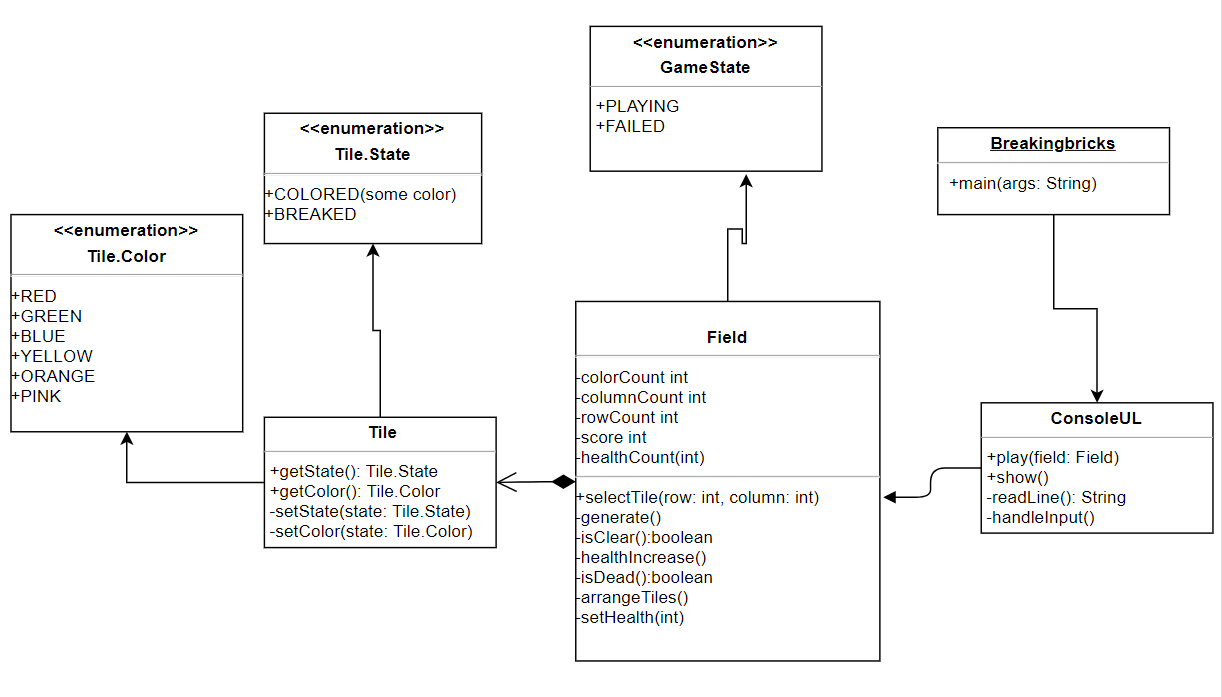 <<enumeration>>
GameState
+PLAYING
+FAILED
<<enumeration>>
Tile.State
+COLORED(some color)
+BREAKED
Breakingbricks
+main(args: String)
<<enumeration>>
Tile.Color
+RED
+GREEN
+BLUE
+YELLOW
+ORANGE
+PINK
Field
-colorCount int
-columnCount int
-rowCount int
-score int
-healthCount(int)
+selectTile(row: int, column: int)
-generate()
-isClear():boolean
-healthIncrease()
-isDead():boolean
-arrangeTiles()
-setHealth(int)
Tile
+getState(): Tile.State
+getColor(): Tile.Color
-setState(state: Tile.State)
-setColor(state: Tile.Color)
ConsoleUL
+play(field: Field)
+show()
-readLine(): String
-handleInput()